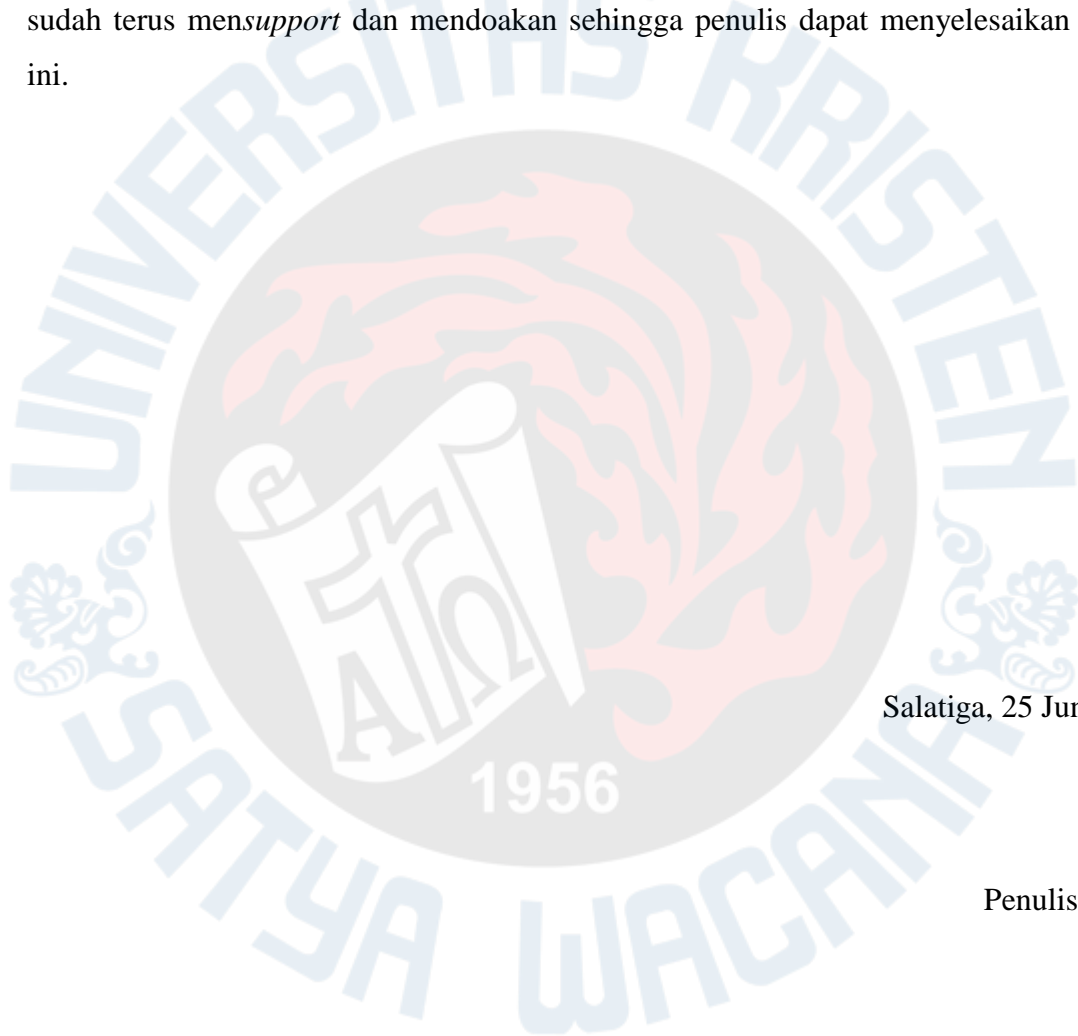 sudah terus mensupport dan mendoakan sehingga penulis dapat menyelesaikan
ini.
UNIVERSITAS KRISTEN
SATYA WACANA
Α Ω
1956
Salatiga, 25 Jun
Penulis